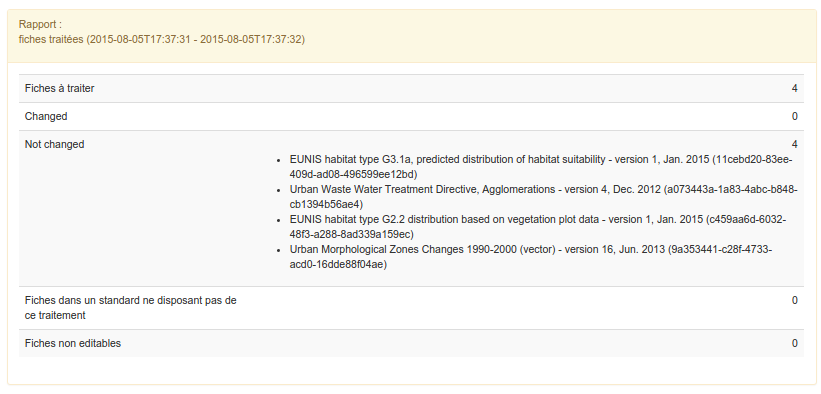 Rapport :
fiches traitées (2015-08-05T17:37:31 - 2015-08-05T17:37:32)
Fiches à traiter 4
Changed 0
Not changed 4
• EUNIS habitat type G3.1a, predicted distribution of habitat suitability - version 1, Jan. 2015 (11cebd20-83ee-
409d-ad08-496599ee12bd)
• Urban Waste Water Treatment Directive, Agglomerations - version 4, Dec. 2012 (a073443a-1a83-4abc-b848-
cb1394b56ae4)
• EUNIS habitat type G2.2 distribution based on vegetation plot data - version 1, Jan. 2015 (c459aa6d-6032-
48f3-a288-8ad339a159ec)
• Urban Morphological Zones Changes 1990-2000 (vector) - version 16, Jun. 2013 (9a353441-c28f-4733-
acd0-16dde88f04ae)
Fiches dans un standard ne disposant pas de 0
ce traitement
Fiches non editables 0